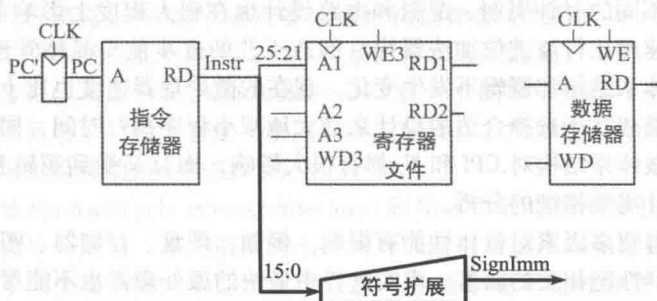 CLK
CLK
CLK
PC'
PC
A
RD
指令
存储器
Instr
25:21
A1
WE3
RD1
A2
RD2
A3
寄存器
WD3
文件
WE
A
RD
数据
存储器
WD
15:0
符号扩展
SignImm